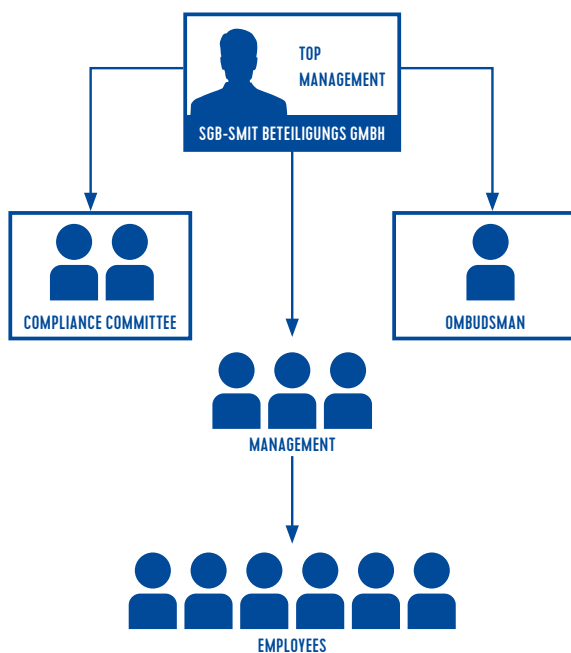 TOP
MANAGEMENT
SGB-SMIT BETEILIGUNGS GMBH
COMPLIANCE COMMITTEE
OMBUDSMAN
MANAGEMENT
EMPLOYEES